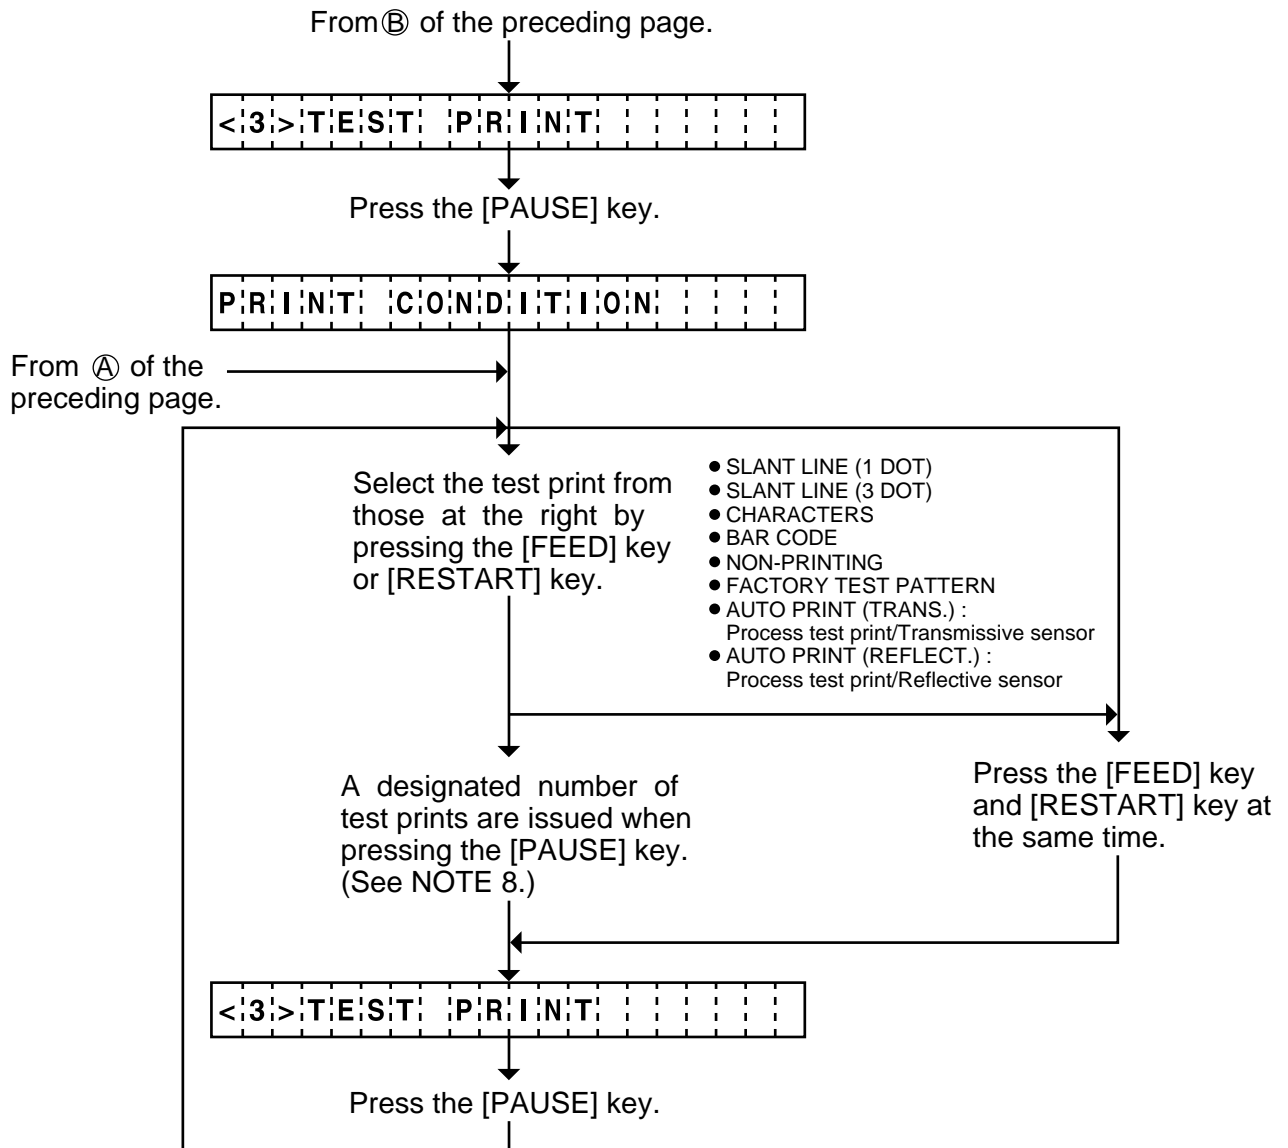 From Ⓑ of the preceding page.
<3>TEST PRINT
Press the [PAUSE] key.
PRINT CONDITION
From Ⓐ of the
preceding page.
Select the test print from
those at the right by
pressing the [FEED] key
or [RESTART] key.
● SLANT LINE (1 DOT)
● SLANT LINE (3 DOT)
● CHARACTERS
● BAR CODE
● NON-PRINTING
● FACTORY TEST PATTERN
● AUTO PRINT (TRANS.) :
Process test print/Transmissive sensor
● AUTO PRINT (REFLECT.) :
Process test print/Reflective sensor
A designated number of
test prints are issued when
pressing the [PAUSE] key.
(See NOTE 8.)
Press the [FEED] key
and [RESTART] key at
the same time.
<3>TEST PRINT
Press the [PAUSE] key.